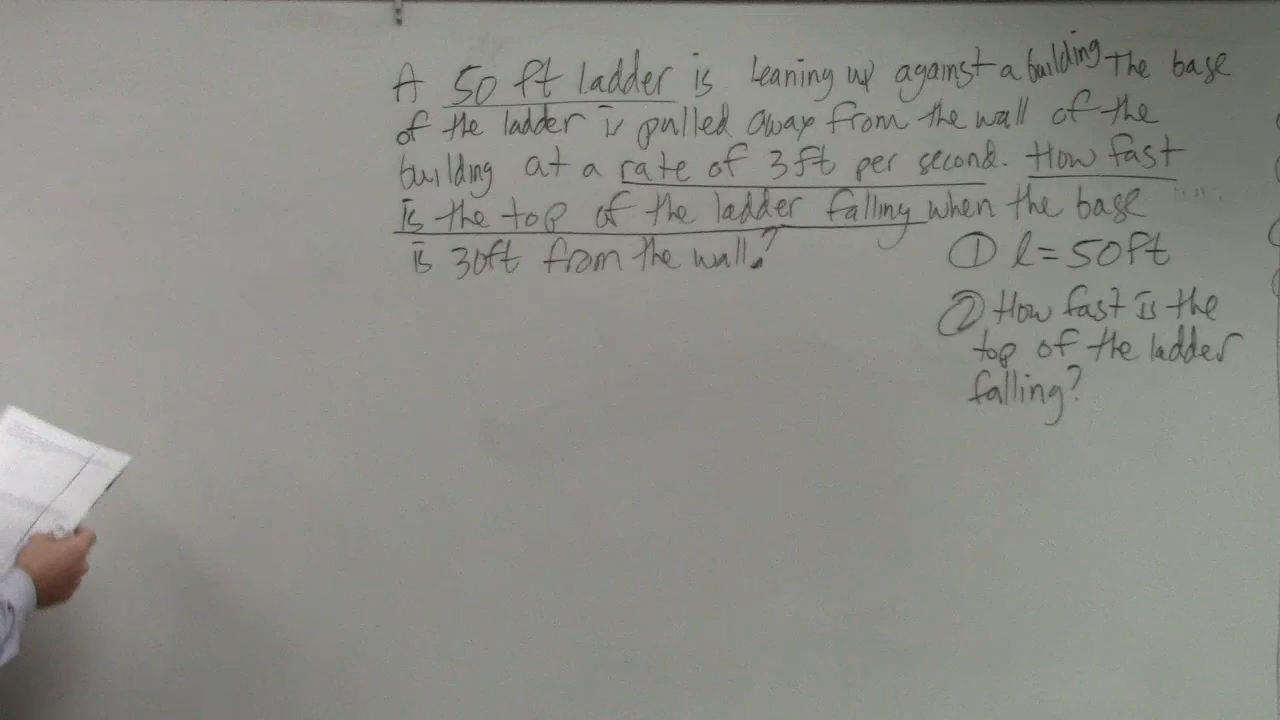 A 50 ft ladder is leaning up against a building the base
of the ladder is pulled away from the wall of the
building at a rate of 3 ft per second. How fast
is the top of the ladder falling when the base
is 30ft from the wall?
① l = 50ft
② How fast is the
top of the ladder
falling?